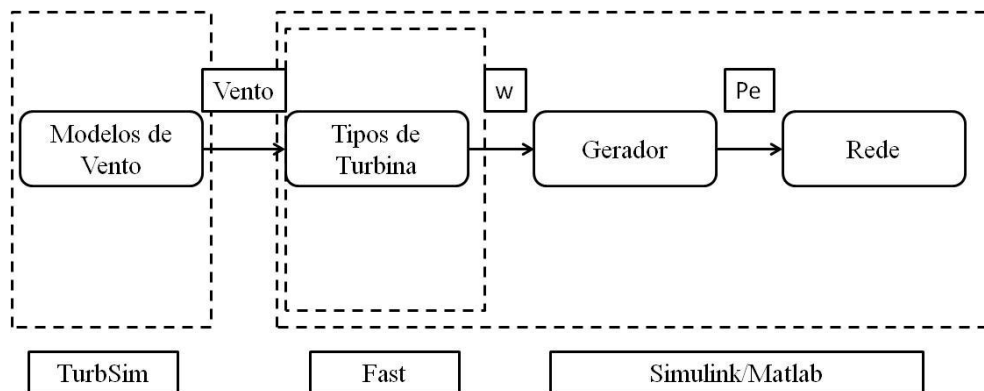 Vento
w
Pe
Modelos de
Vento
Tipos de
Turbina
Gerador
Rede
TurbSim
Fast
Simulink/Matlab